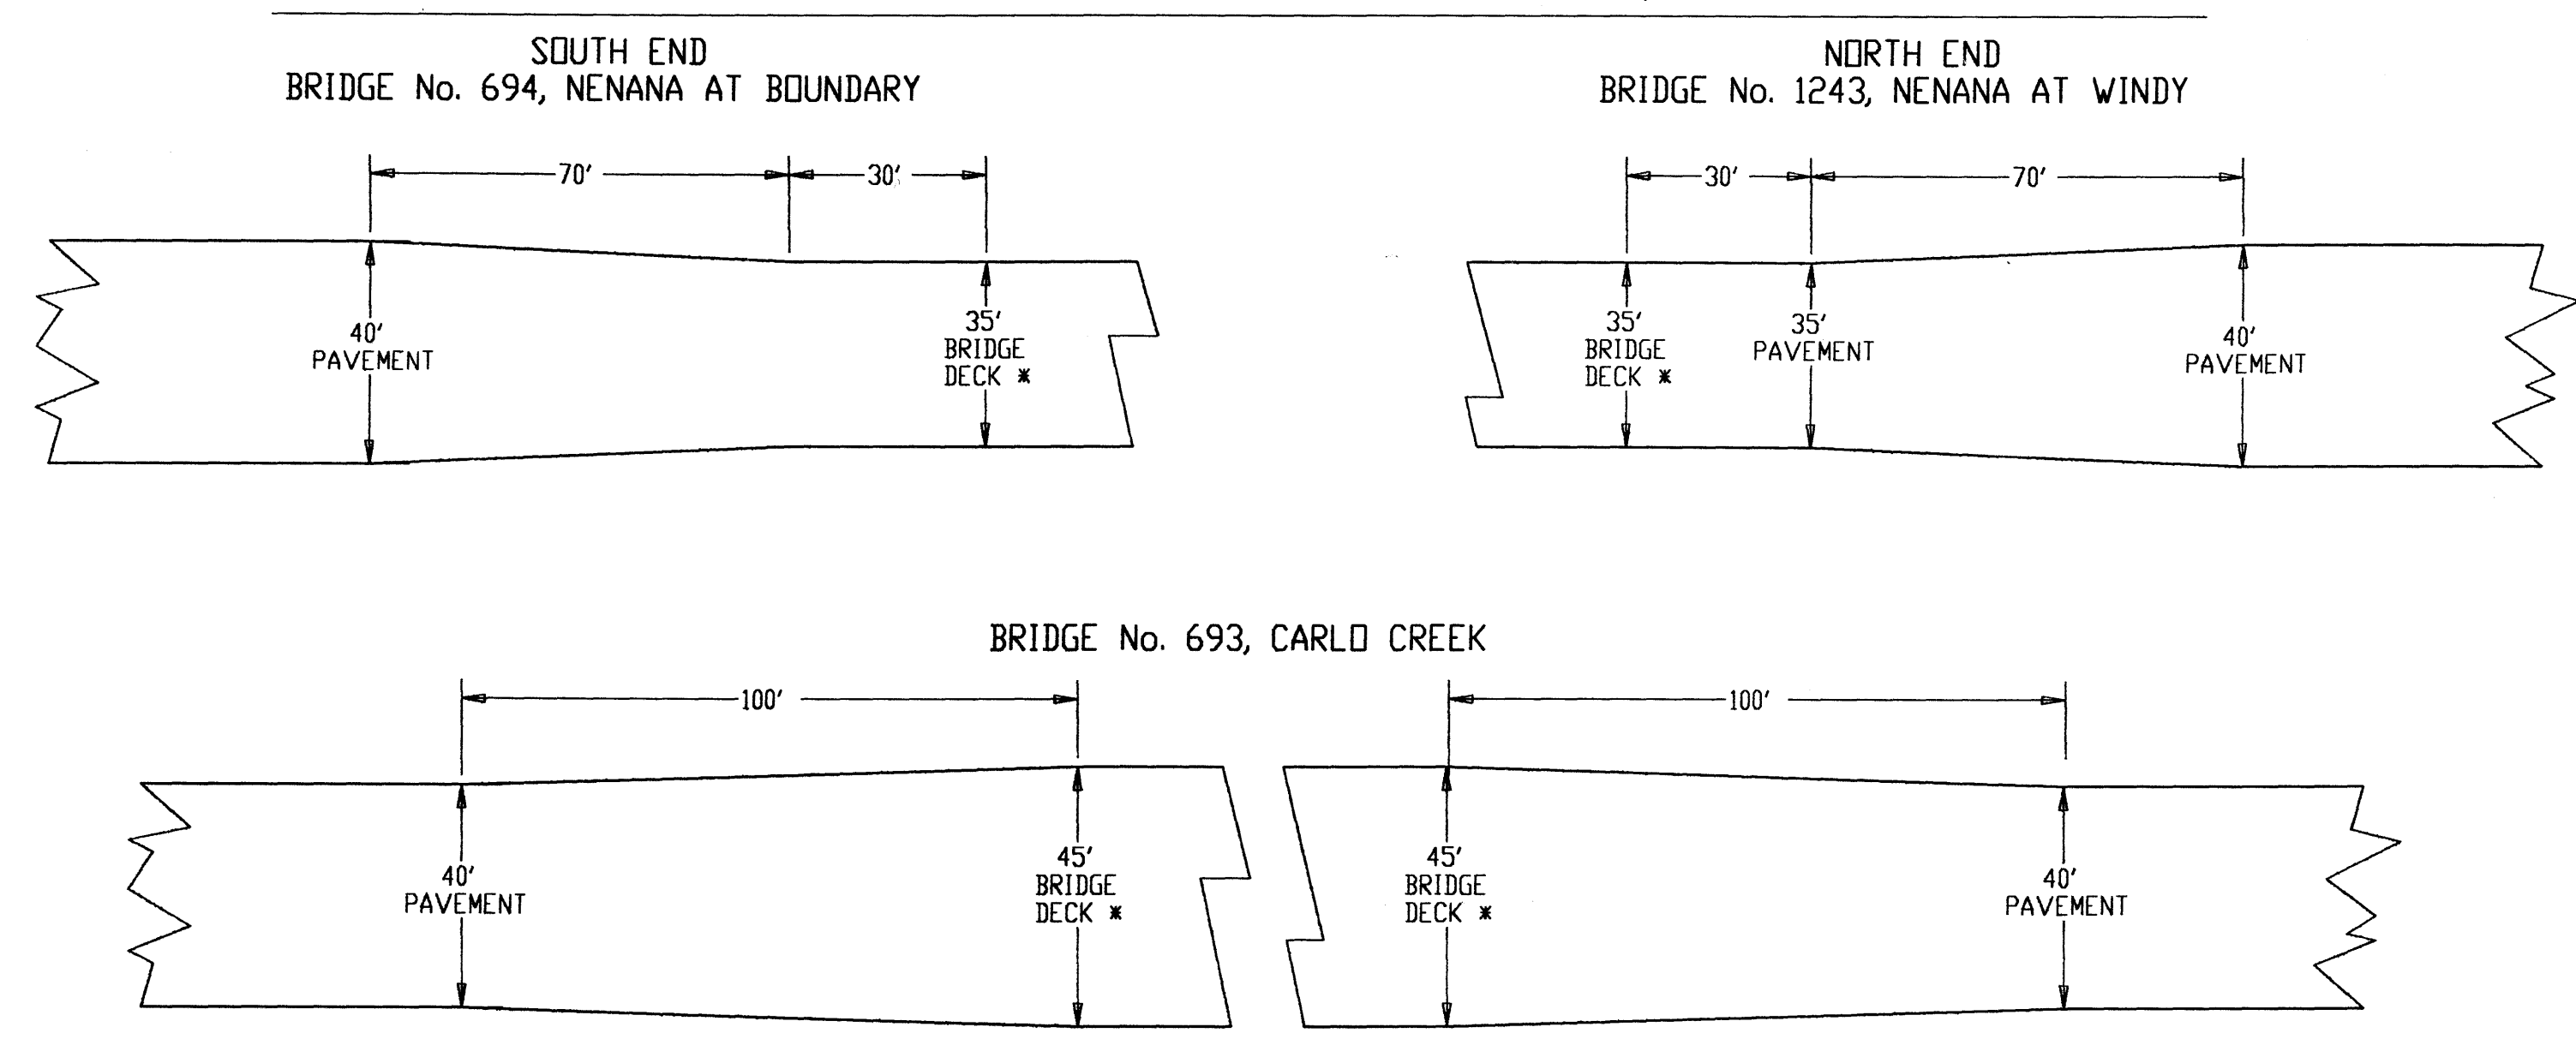 SOUTH END
BRIDGE No. 694, NENANA AT BOUNDARY
70'
30'
40'
PAVEMENT
35'
BRIDGE
DECK *
NORTH END
BRIDGE No. 1243, NENANA AT WINDY
30'
70'
35'
BRIDGE
DECK *
35'
PAVEMENT
40'
PAVEMENT
BRIDGE No. 693, CARLO CREEK
100'
100'
40'
PAVEMENT
45'
BRIDGE
DECK *
45'
BRIDGE
DECK *
40'
PAVEMENT